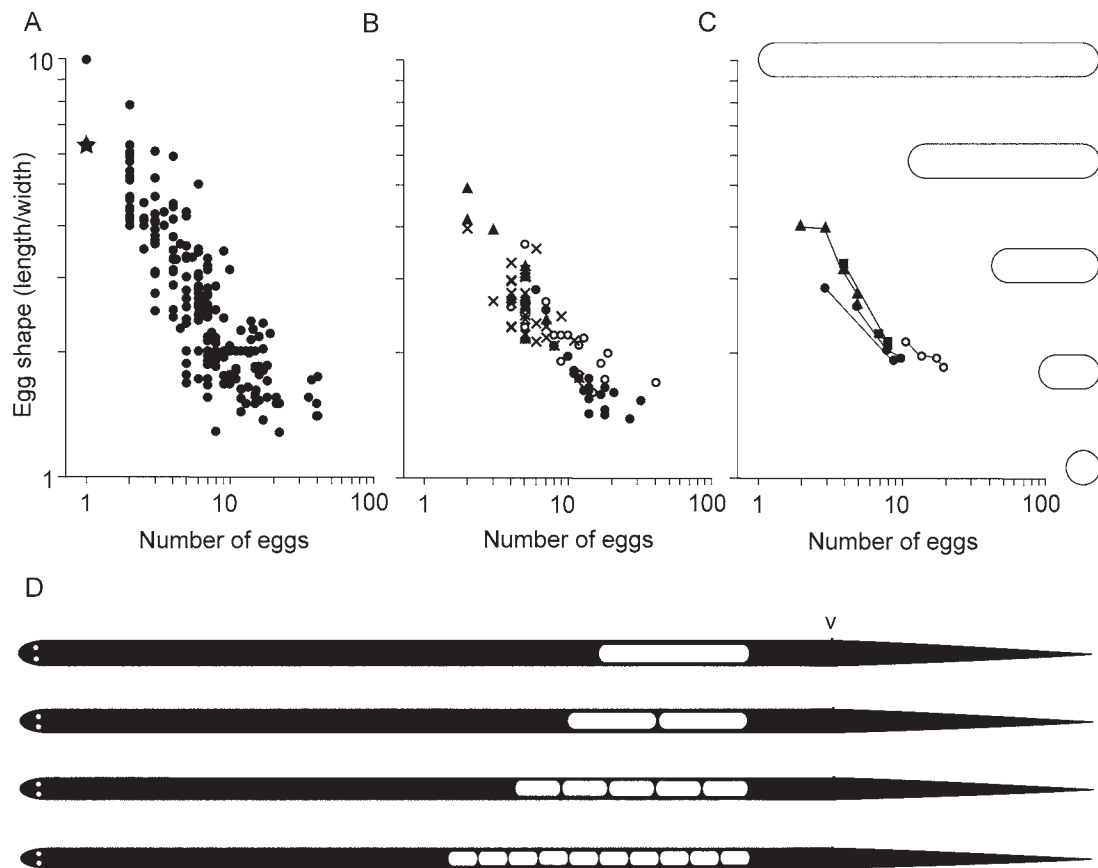 A
B
C
10
1
Egg shape (length/width)
1 10 100
1 10 100
1 10 100
Number of eggs
Number of eggs
Number of eggs
D
v